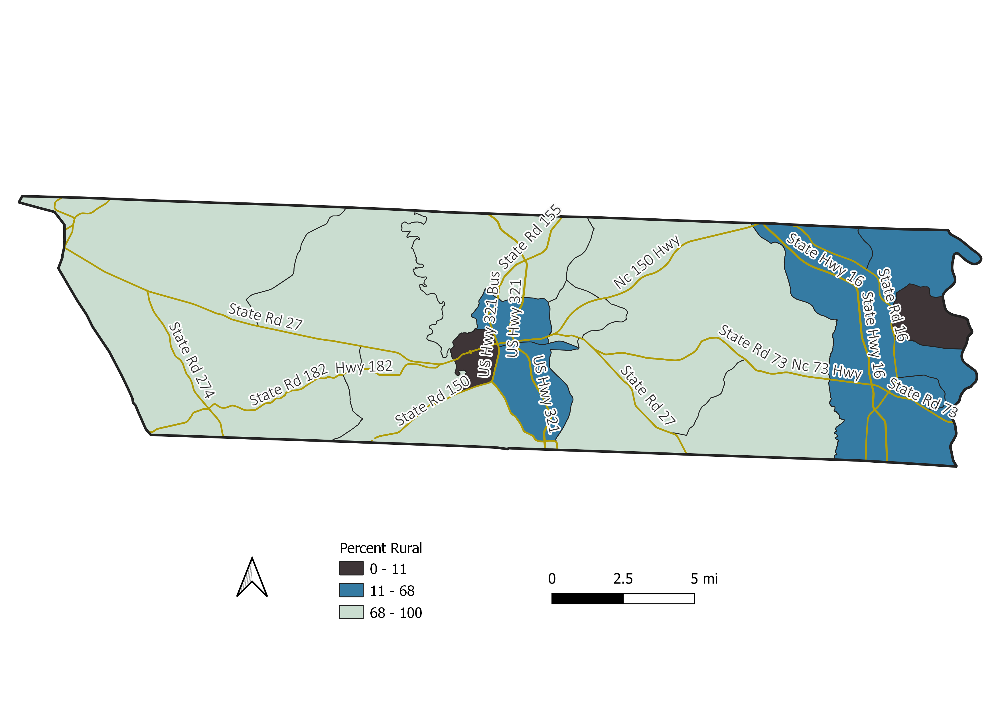 State Rd 155
Nc 150 Hwy
State Hwy 16
State Rd 16
US Hwy 321 Bus
US Hwy 321
State Hwy 16
State Rd 27
State Rd 274
State Rd 73 Nc 73 Hwy
State Rd 182 Hwy 182
State Rd 150
US Hwy 321
State Rd 27
State Rd 73
Percent Rural
0 - 11
11 - 68
68 - 100
0 2.5 5 mi